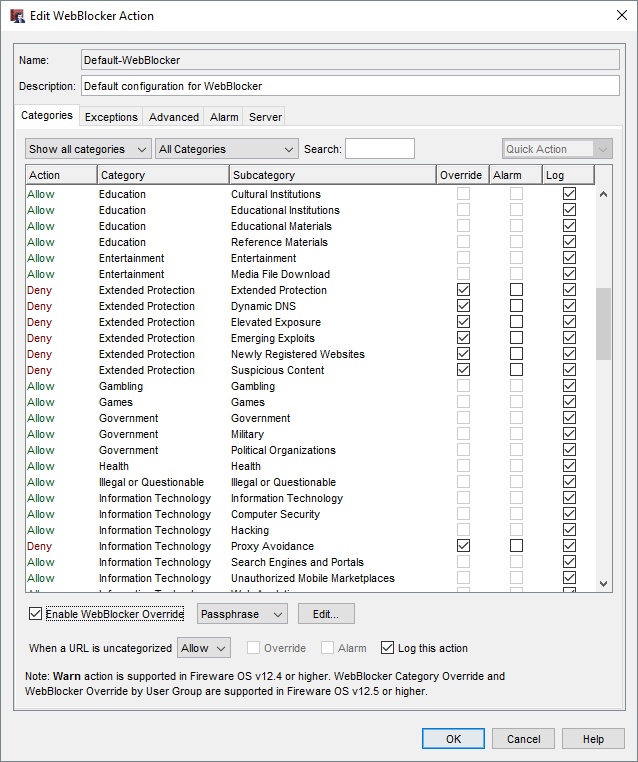 Edit WebBlocker Action
Name: Default-WebBlocker
Description: Default configuration for WebBlocker
Categories Exceptions Advanced Alarm Server
Show all categories All Categories Search: Quick Action
Action Category Subcategory Override Alarm Log
Allow Education Cultural Institutions
Allow Education Educational Institutions
Allow Education Educational Materials
Allow Education Reference Materials
Allow Entertainment Entertainment
Allow Entertainment Media File Download
Deny Extended Protection Extended Protection
Deny Extended Protection Dynamic DNS
Deny Extended Protection Elevated Exposure
Deny Extended Protection Emerging Exploits
Deny Extended Protection Newly Registered Websites
Deny Extended Protection Suspicious Content
Allow Gambling Gambling
Allow Games Games
Allow Government Government
Allow Government Military
Allow Government Political Organizations
Allow Health Health
Allow Illegal or Questionable Illegal or Questionable
Allow Information Technology Information Technology
Allow Information Technology Computer Security
Allow Information Technology Hacking
Deny Information Technology Proxy Avoidance
Allow Information Technology Search Engines and Portals
Allow Information Technology Unauthorized Mobile Marketplaces
Enable WebBlocker Override Passphrase Edit...
When a URL is uncategorized Allow Override Alarm Log this action
Note: Warn action is supported in Fireware OS v12.4 or higher. WebBlocker Category Override and
WebBlocker Override by User Group are supported in Fireware OS v12.5 or higher.
OK Cancel Help